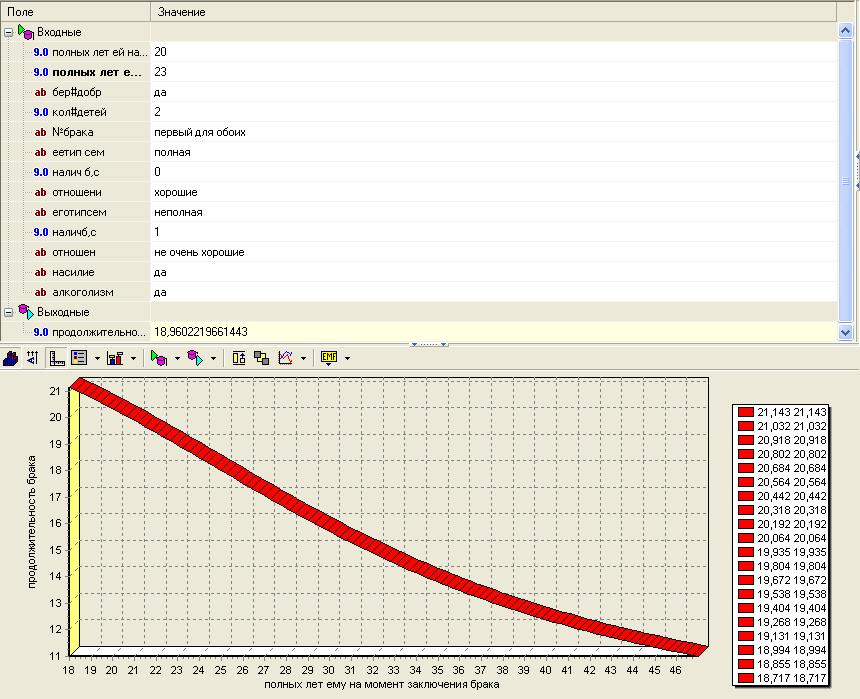 Поле Значение
Входные
9.0 полных лет ей на... 20
9.0 полных лет е... 23
ab бер#добр да
9.0 кол#детей 2
ab №брака первый для обоих
ab еетип сем полная
9.0 налич б,с 0
ab отношени хорошие
ab еготипсем неполная
9.0 наличб,с 1
ab отношен не очень хорошие
ab насилие да
ab алкоголизм да
Выходные
9.0 продолжительно... 18,9602219661443
EMF
продолжительность брака
21
20
19
18
17
16
15
14
13
12
11
18 19 20 21 22 23 24 25 26 27 28 29 30 31 32 33 34 35 36 37 38 39 40 41 42 43 44 45 46
полных лет ему на момент заключения брака
21,143 21,143
21,032 21,032
20,918 20,918
20,802 20,802
20,684 20,684
20,564 20,564
20,442 20,442
20,318 20,318
20,192 20,192
20,064 20,064
19,935 19,935
19,804 19,804
19,672 19,672
19,538 19,538
19,404 19,404
19,268 19,268
19,131 19,131
18,994 18,994
18,855 18,855
18,717 18,717